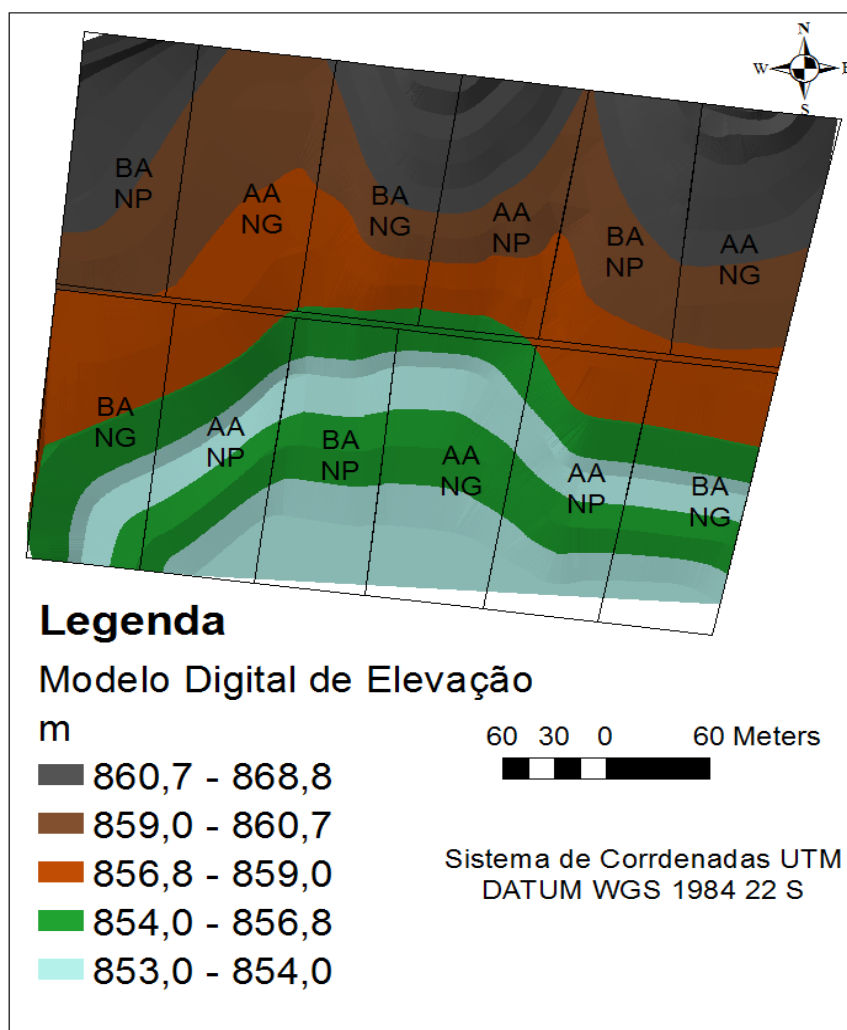 N
W
E
S
BA
NP
AA
NG
BA
NG
AA
NP
BA
NP
AA
NG
BA
NG
AA
NP
BA
NP
AA
NG
AA
NP
BA
NG
Legenda
Modelo Digital de Elevação
m
860,7 - 868,8
859,0 - 860,7
856,8 - 859,0
854,0 - 856,8
853,0 - 854,0
60 30 0 60 Meters
Sistema de Corrdenadas UTM
DATUM WGS 1984 22 S